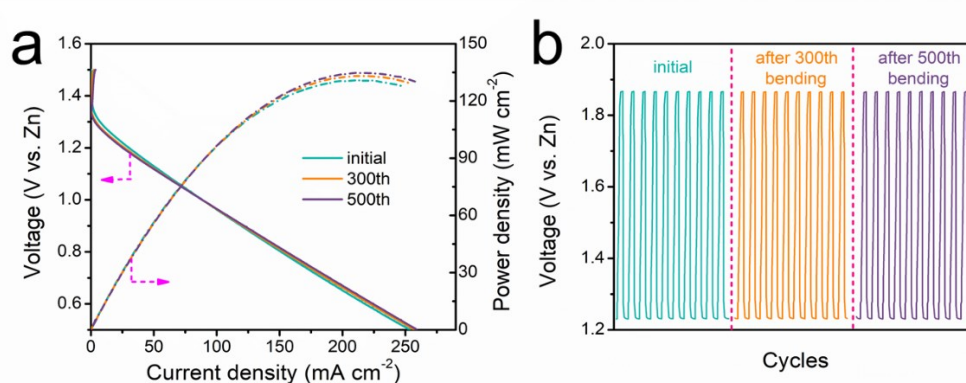 a
1.6
1.4
1.2
1.0
0.8
0.6
Voltage (V vs. Zn)
150
120
90
60
30
0
Power density (mW cm-2)
initial
300th
500th
0 50 100 150 200 250
Current density (mA cm-2)
b
2.0
1.8
1.6
1.4
1.2
Voltage (V vs. Zn)
initial
after 300th
bending
after 500th
bending
Cycles